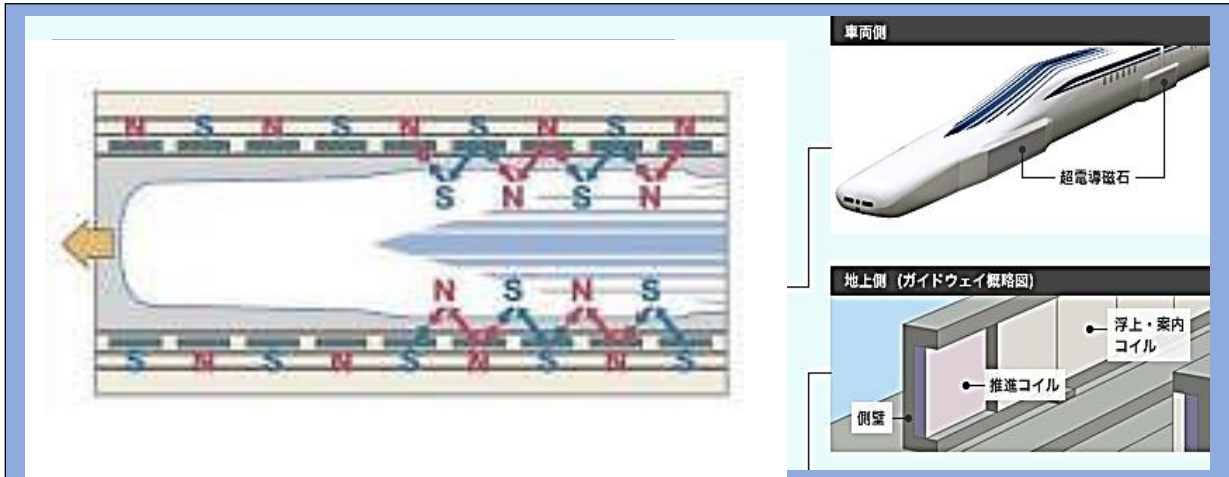 N S N S N S N S N
S N S N
N S N S
S N S N S N S N S
車両側
超電導磁石
地上側 (ガイドウェイ概略図)
浮上・案内
コイル
推進コイル
側壁